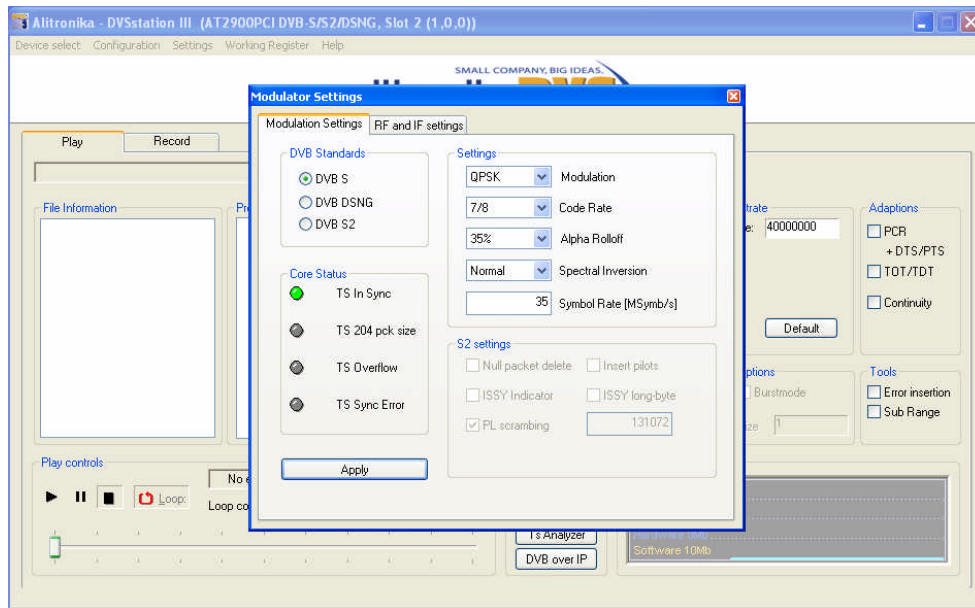 Alitronika - DVSstation III (AT2900PCI DVB-S/S2/DSNG, Slot 2 (1,0,0))
Device select Configuration Settings Working Register Help
SMALL COMPANY, BIG IDEAS.
Modulator Settings
Modulation Settings RF and IF settings
Play Record
DVB Standards
DVB S
DVB DSNG
DVB S2
Settings
QPSK Modulation
7/8 Code Rate
35% Alpha Rolloff
Normal Spectral Inversion
35 Symbol Rate [MSymb/s]
Core Status
TS In Sync
TS 204 pck size
TS Overflow
TS Sync Error
S2 settings
Null packet delete Insert pilots
ISSY Indicator ISSY long-byte
PL scrambing 131072
Apply
File Information
40000000
Default
Adaptions
PCR
+ DTS/PTS
TOT/TDT
Continuity
Burstmode
1
Tools
Error insertion
Sub Range
Play controls
Loop:
No
Loop
Ts Analyzer
DVB over IP
Software 10Mb